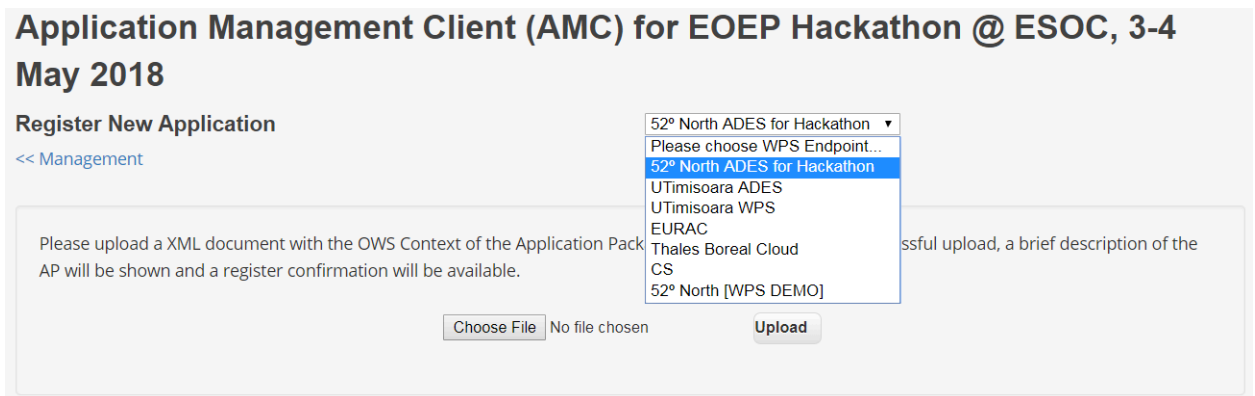 Application Management Client (AMC) for EOEP Hackathon @ ESOC, 3-4
May 2018
Register New Application
52º North ADES for Hackathon
<< Management
Please choose WPS Endpoint...
52º North ADES for Hackathon
UTimisoara ADES
UTimisoara WPS
EURAC
Thales Boreal Cloud
CS
52º North [WPS DEMO]
Please upload a XML document with the OWS Context of the Application Pack ssful upload, a brief description of the
AP will be shown and a register confirmation will be available.
Choose File No file chosen Upload